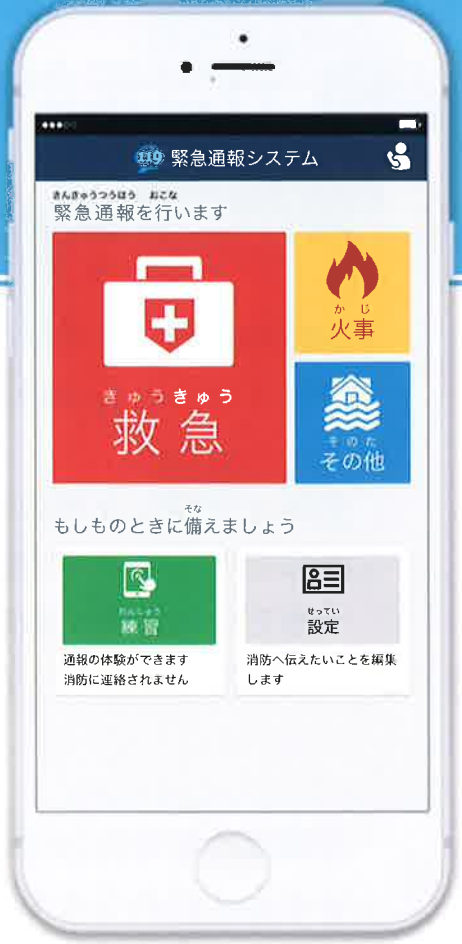 119 緊急通報システム
きんきゅうつうほう おこな
緊急通報を行います
きゅうきゅう
救急
かじ
火事
そのた
その他
そな
もしものときに備えましょう
れんしゅう
練習
通報の体験ができます
消防に連絡されません
せってい
設定
消防へ伝えたいことを編集
します